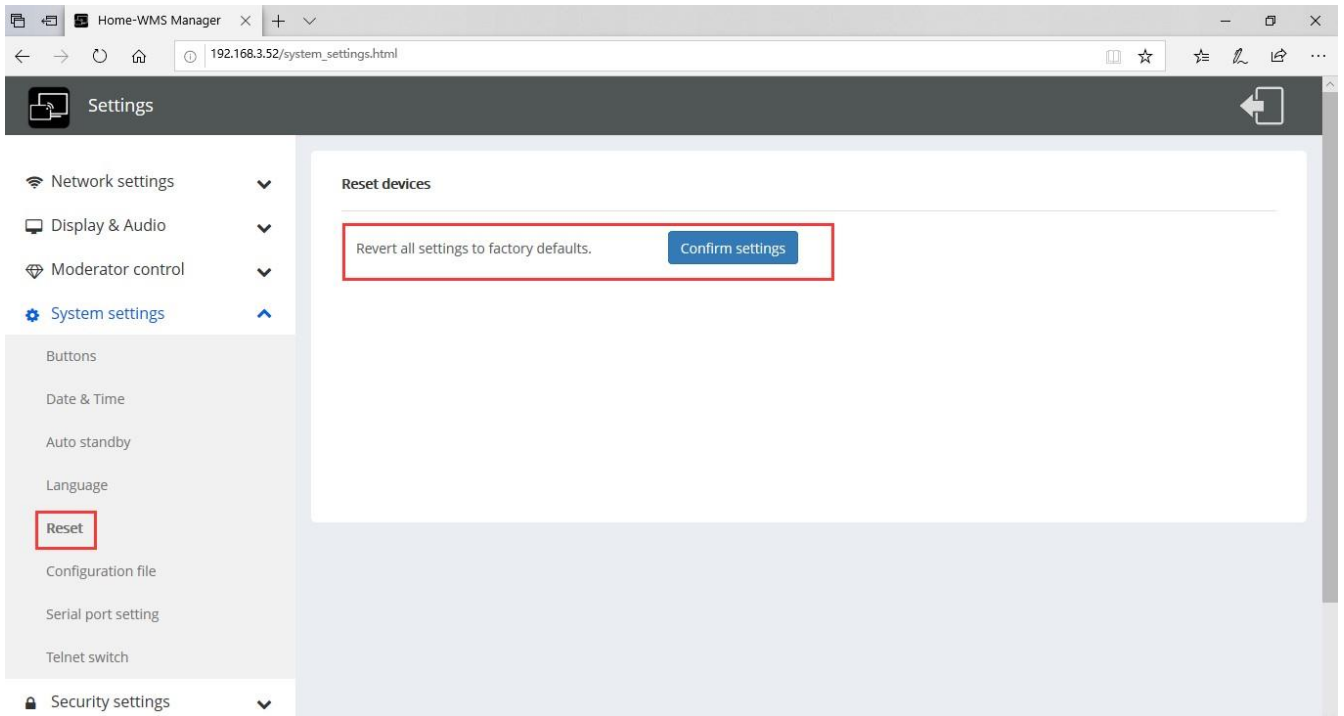 Home-WMS Manager
192.168.3.52/system_settings.html
Settings
Network settings
Display & Audio
Moderator control
System settings
Buttons
Date & Time
Auto standby
Language
Reset
Configuration file
Serial port setting
Telnet switch
Security settings
Reset devices
Revert all settings to factory defaults.
Confirm settings